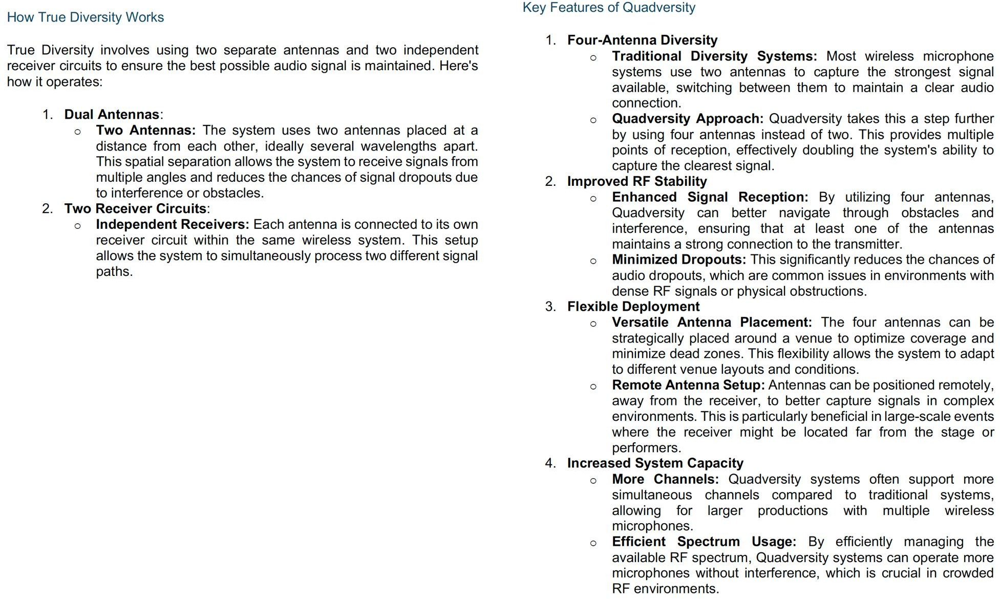 How True Diversity Works
True Diversity involves using two separate antennas and two independent
receiver circuits to ensure the best possible audio signal is maintained. Here's
how it operates:
1. Dual Antennas:
o Two Antennas: The system uses two antennas placed at a
distance from each other, ideally several wavelengths apart.
This spatial separation allows the system to receive signals from
multiple angles and reduces the chances of signal dropouts due
to interference or obstacles.
2. Two Receiver Circuits:
o Independent Receivers: Each antenna is connected to its own
receiver circuit within the same wireless system. This setup
allows the system to simultaneously process two different signal
paths.
Key Features of Quadversity
1. Four-Antenna Diversity
o Traditional Diversity Systems: Most wireless microphone
systems use two antennas to capture the strongest signal
available, switching between them to maintain a clear audio
connection.
o Quadversity Approach: Quadversity takes this a step further
by using four antennas instead of two. This provides multiple
points of reception, effectively doubling the system's ability to
capture the clearest signal.
2. Improved RF Stability
o Enhanced Signal Reception: By utilizing four antennas,
Quadversity can better navigate through obstacles and
interference, ensuring that at least one of the antennas
maintains a strong connection to the transmitter.
o Minimized Dropouts: This significantly reduces the chances of
audio dropouts, which are common issues in environments with
dense RF signals or physical obstructions.
3. Flexible Deployment
o Versatile Antenna Placement: The four antennas can be
strategically placed around a venue to optimize coverage and
minimize dead zones. This flexibility allows the system to adapt
to different venue layouts and conditions.
o Remote Antenna Setup: Antennas can be positioned remotely,
away from the receiver, to better capture signals in complex
environments. This is particularly beneficial in large-scale events
where the receiver might be located far from the stage or
performers.
4. Increased System Capacity
o More Channels: Quadversity systems often support more
simultaneous channels compared to traditional systems,
allowing for larger productions with multiple wireless
microphones.
o Efficient Spectrum Usage: By efficiently managing the
available RF spectrum, Quadversity systems can operate more
microphones without interference, which is crucial in crowded
RF environments.